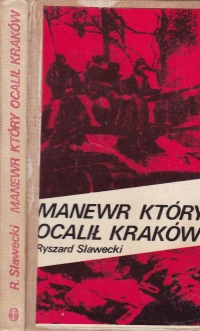 R. Sławecki MANEWR KTÓRY OCALIŁ KRAKÓW
MANEWR KTÓRY
OCALIŁ KRAKÓW
Ryszard Sławecki